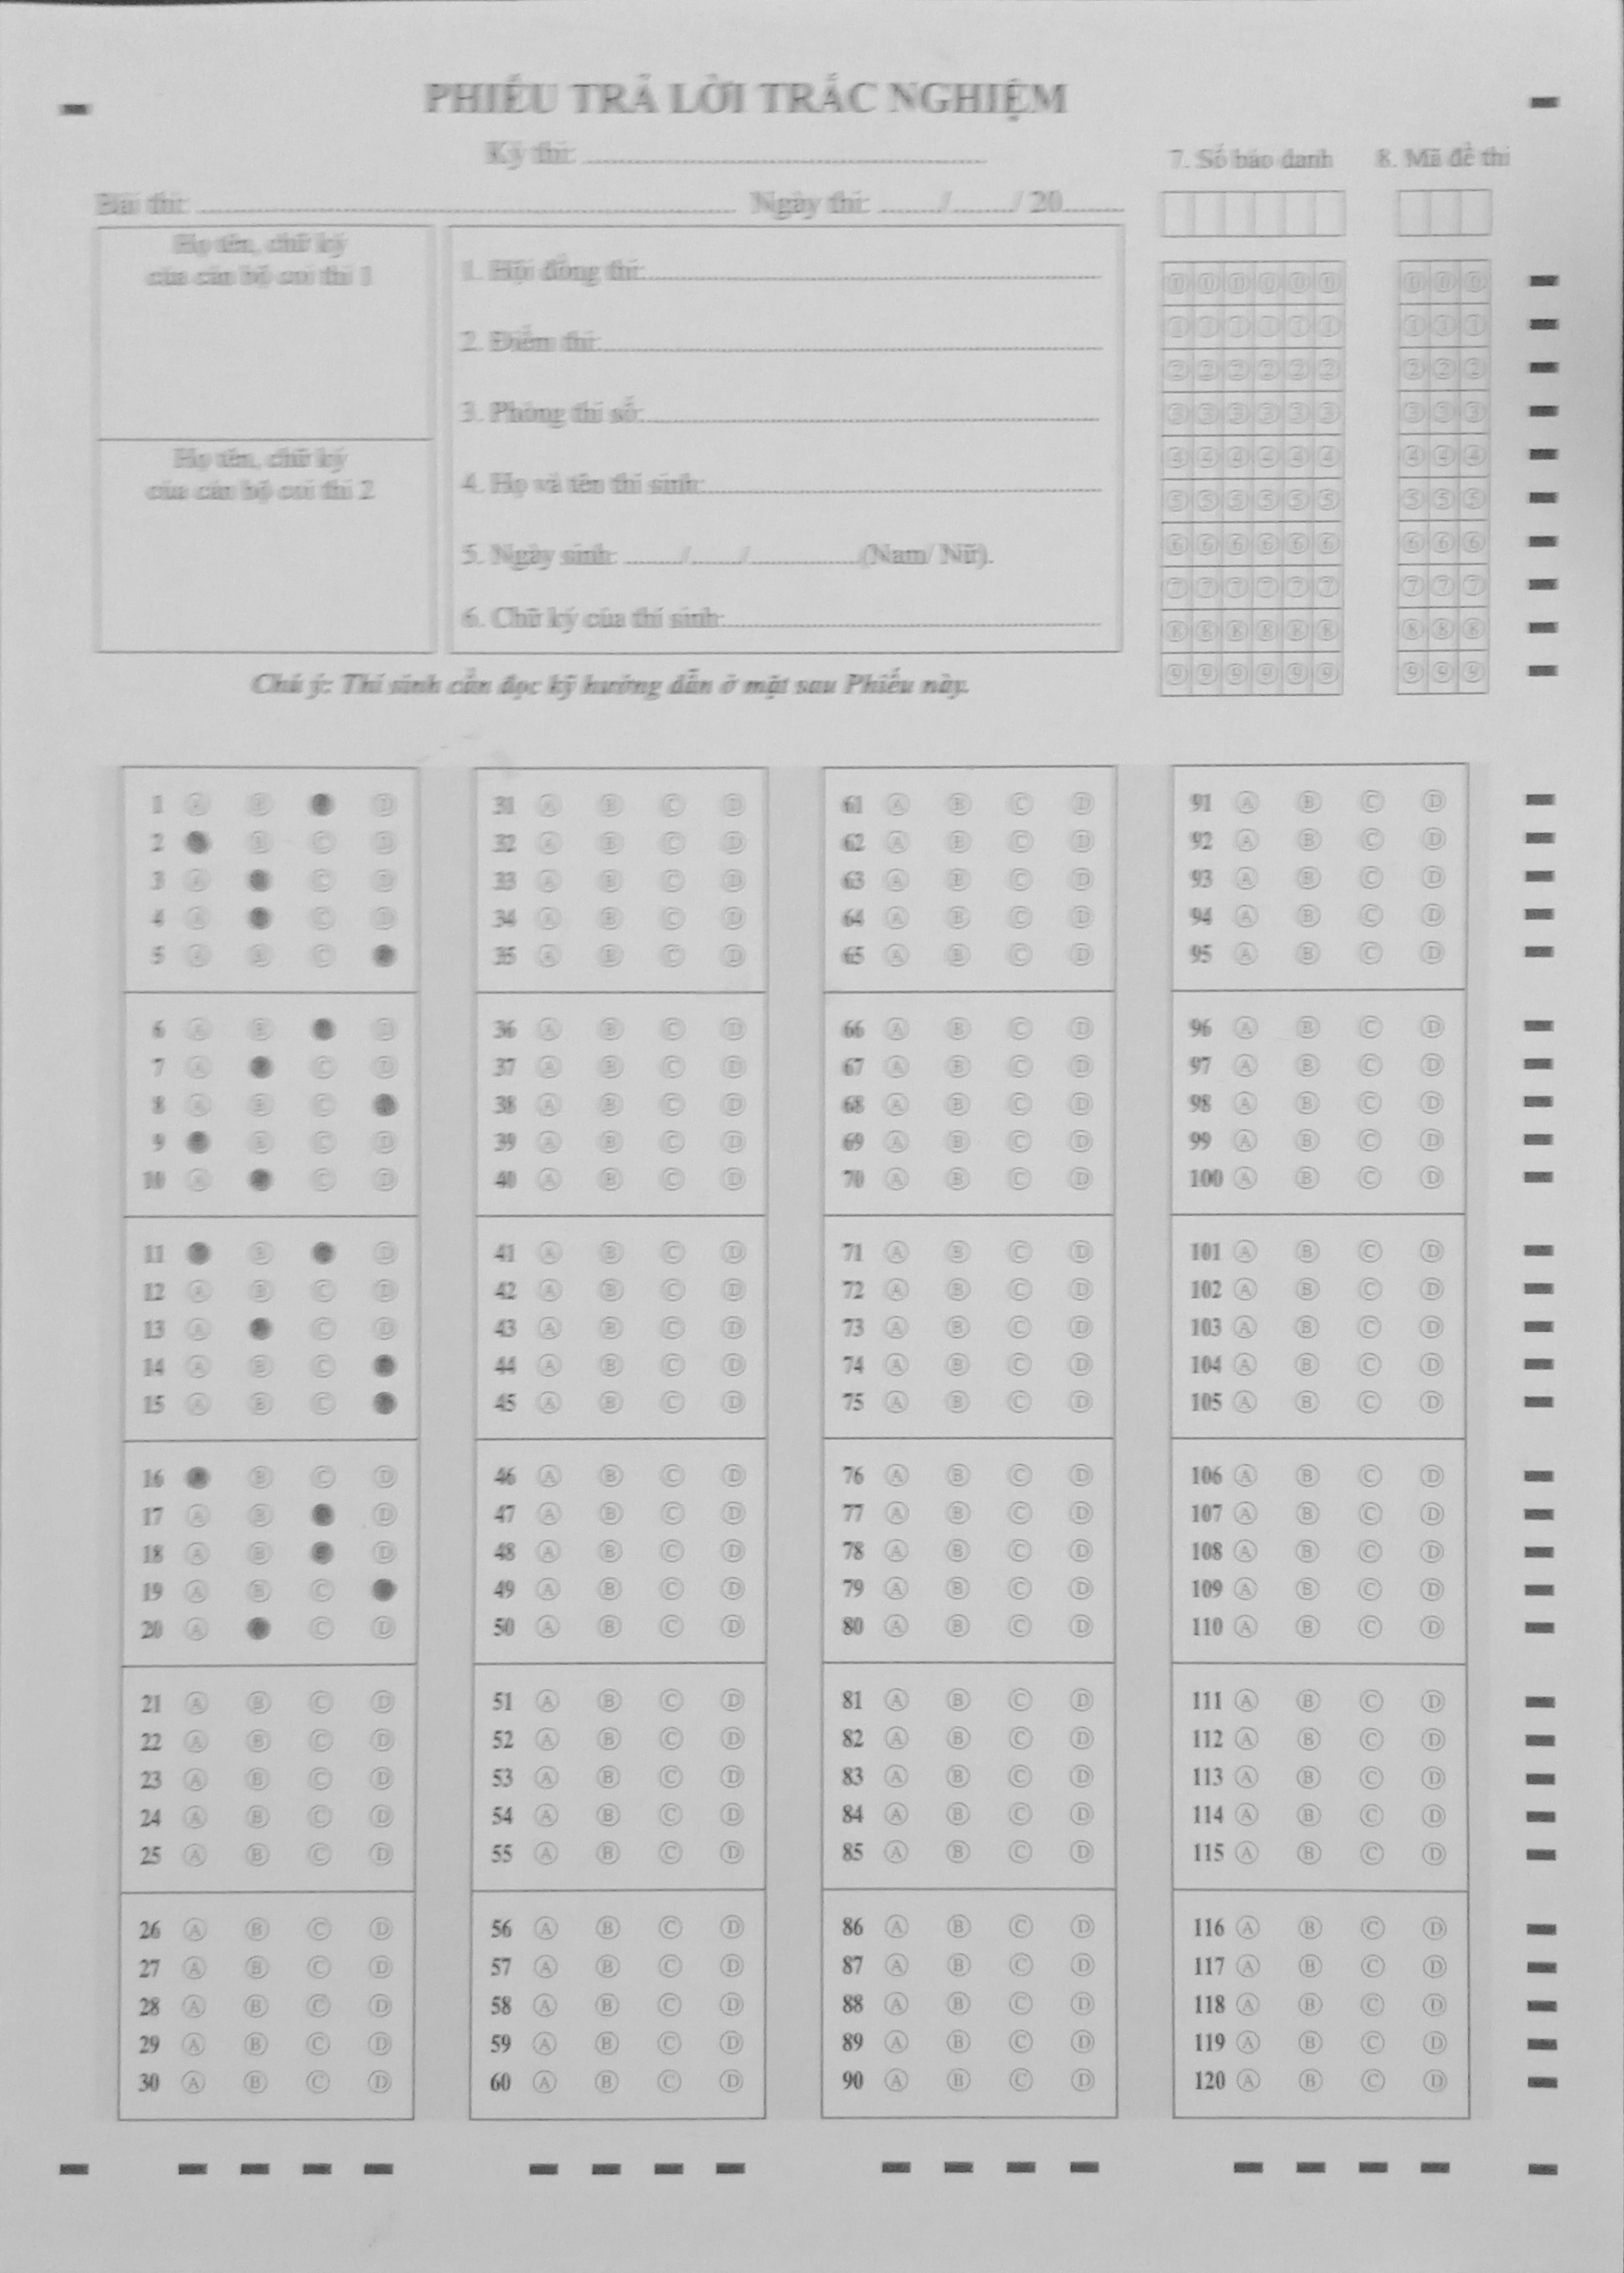 PHIẾU TRẢ LỜI TRẮC NGHIỆM
Kỳ thi: ........................................
7. Số báo danh
8. Mã đề thi
Bài thi: ........................................ Ngày thi: ......../......../ 20........
Họ tên, chữ ký
của cán bộ coi thi 1
Họ tên, chữ ký
của cán bộ coi thi 2
1. Hội đồng thi:........................................
2. Điểm thi:........................................
3. Phòng thi số:........................................
4. Họ và tên thí sinh:........................................
5. Ngày sinh: ......../......../................(Nam/ Nữ).
6. Chữ ký của thí sinh:........................................
0 0 0 0 0 0 0 0 0
1 1 1 1 1 1 1 1 1
2 2 2 2 2 2 2 2 2
3 3 3 3 3 3 3 3 3
4 4 4 4 4 4 4 4 4
5 5 5 5 5 5 5 5 5
6 6 6 6 6 6 6 6 6
7 7 7 7 7 7 7 7 7
8 8 8 8 8 8 8 8 8
9 9 9 9 9 9 9 9 9
Chú ý: Thí sinh cần đọc kỹ hướng dẫn ở mặt sau Phiếu này.
1 A B D
2 B C D
3 A C D
4 A C D
5 A B C
6 A B D
7 A C D
8 A B C
9 B C D
10 A C D
11 B D
12 A B C D
13 A C D
14 A B C
15 A B C
16 B C D
17 A B D
18 A B D
19 A B C
20 A C D
21 A B C D
22 A B C D
23 A B C D
24 A B C D
25 A B C D
26 A B C D
27 A B C D
28 A B C D
29 A B C D
30 A B C D
31 A B C D
32 A B C D
33 A B C D
34 A B C D
35 A B C D
36 A B C D
37 A B C D
38 A B C D
39 A B C D
40 A B C D
41 A B C D
42 A B C D
43 A B C D
44 A B C D
45 A B C D
46 A B C D
47 A B C D
48 A B C D
49 A B C D
50 A B C D
51 A B C D
52 A B C D
53 A B C D
54 A B C D
55 A B C D
56 A B C D
57 A B C D
58 A B C D
59 A B C D
60 A B C D
61 A B C D
62 A B C D
63 A B C D
64 A B C D
65 A B C D
66 A B C D
67 A B C D
68 A B C D
69 A B C D
70 A B C D
71 A B C D
72 A B C D
73 A B C D
74 A B C D
75 A B C D
76 A B C D
77 A B C D
78 A B C D
79 A B C D
80 A B C D
81 A B C D
82 A B C D
83 A B C D
84 A B C D
85 A B C D
86 A B C D
87 A B C D
88 A B C D
89 A B C D
90 A B C D
91 A B C D
92 A B C D
93 A B C D
94 A B C D
95 A B C D
96 A B C D
97 A B C D
98 A B C D
99 A B C D
100 A B C D
101 A B C D
102 A B C D
103 A B C D
104 A B C D
105 A B C D
106 A B C D
107 A B C D
108 A B C D
109 A B C D
110 A B C D
111 A B C D
112 A B C D
113 A B C D
114 A B C D
115 A B C D
116 A B C D
117 A B C D
118 A B C D
119 A B C D
120 A B C D